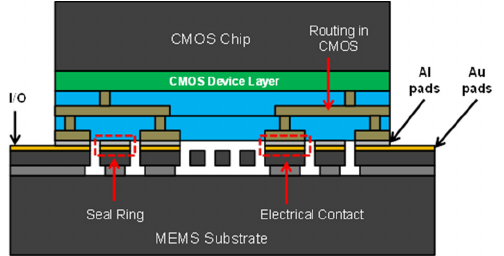 CMOS Chip
Routing in
CMOS
CMOS Device Layer
Al
pads
Au
pads
I/O
Seal Ring
Electrical Contact
MEMS Substrate